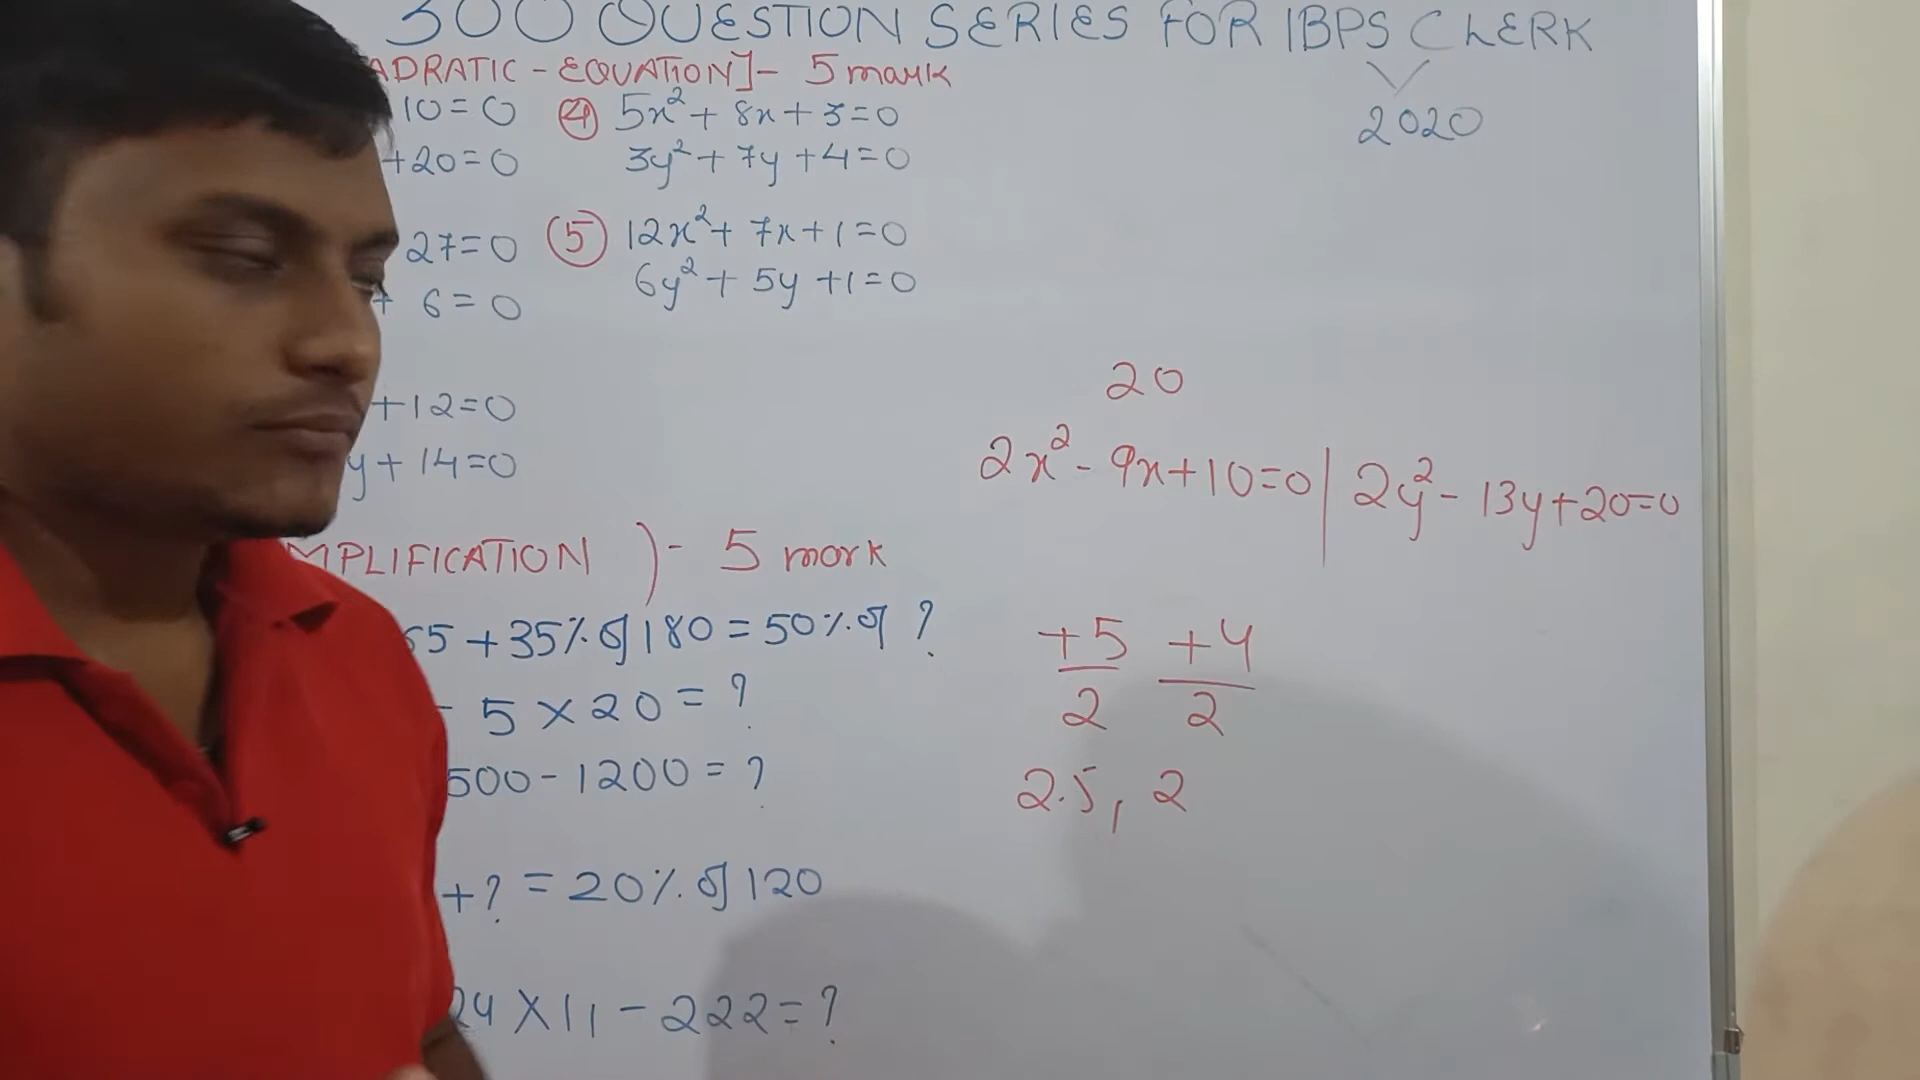 300 QUESTION SERIES FOR IBPS CLERK
2020
ADRATIC - EQUATION] - 5 mark
10=0
+20=0
④ 5x²+ 8x+3=0
3y²+ 7y +4=0
27=0
+ 6=0
⑤ 12x²+ 7x+1=0
6y²+ 5y +1=0
+12=0
y+ 14=0
20
2x²- 9x+10=0 | 2y²- 13y+20=0
+5/2 +4/2
2.5, 2
MPLIFICATION ) - 5 mark
65 +35% of 180 = 50% of ?
- 5 × 20 = ?
500 - 1200 = ?
+? = 20% of 120
24 × 11 - 222 = ?